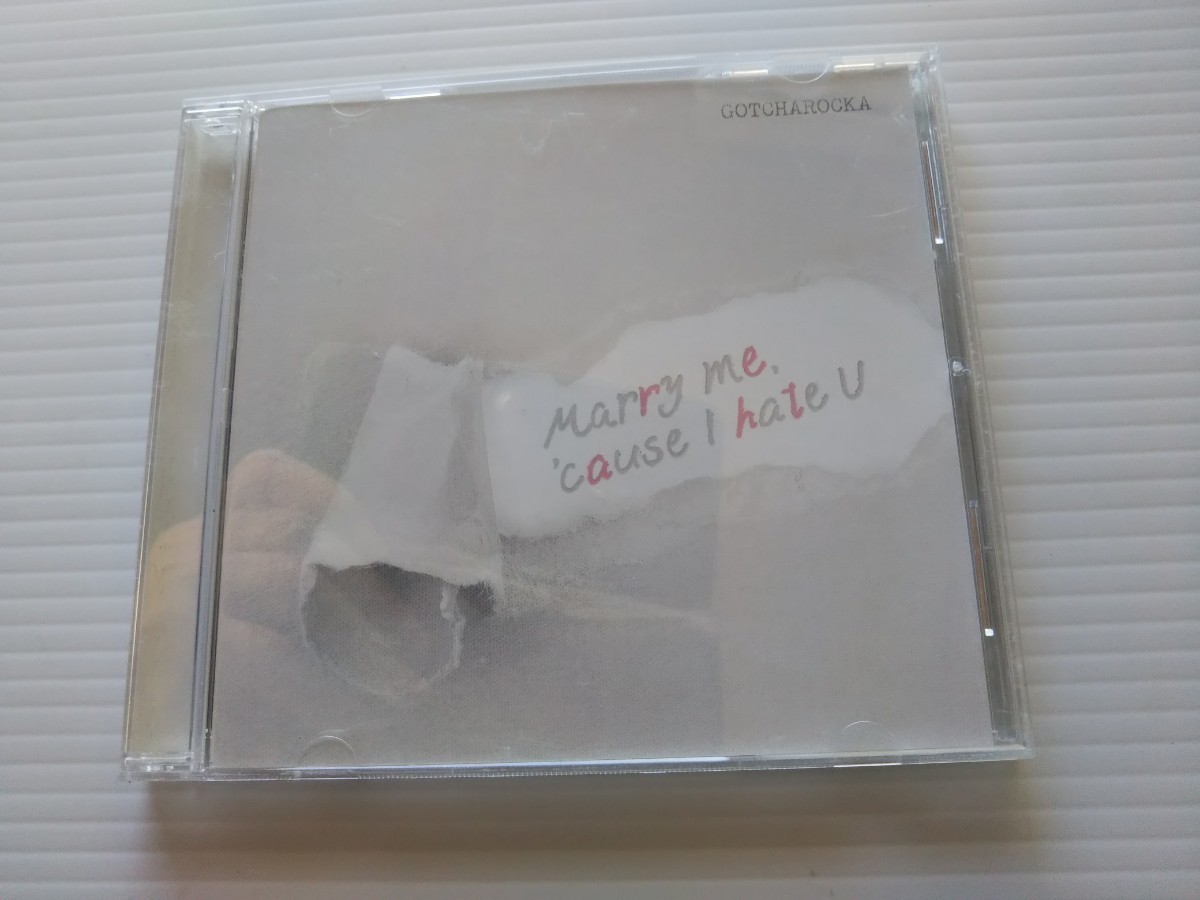 GOTCHAROCKA
Marry me,
'cause I hate U